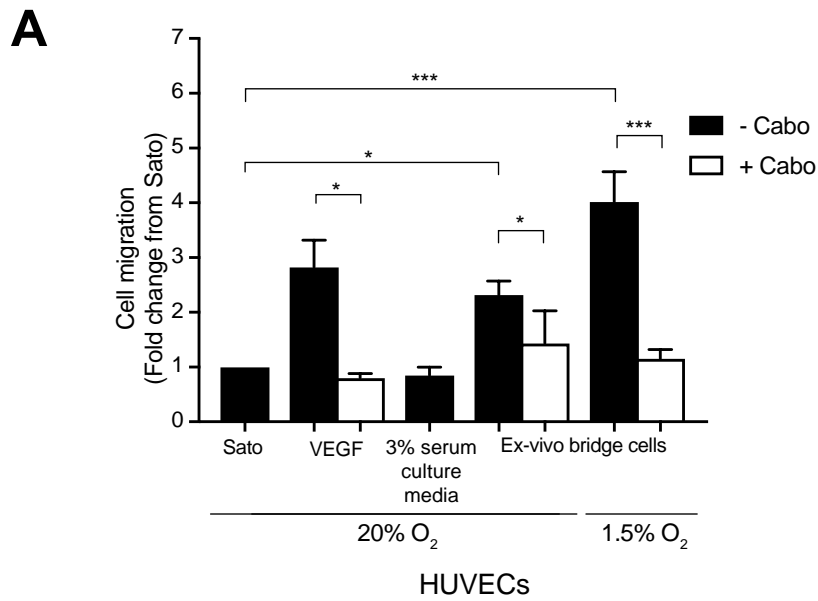 A
Cell migration
(Fold change from Sato)
7
6
5
4
3
2
1
0
***
*
*
*
***
- Cabo
+ Cabo
Sato
VEGF
3% serum
culture
media
Ex-vivo bridge cells
20% O₂
1.5% O₂
HUVECs